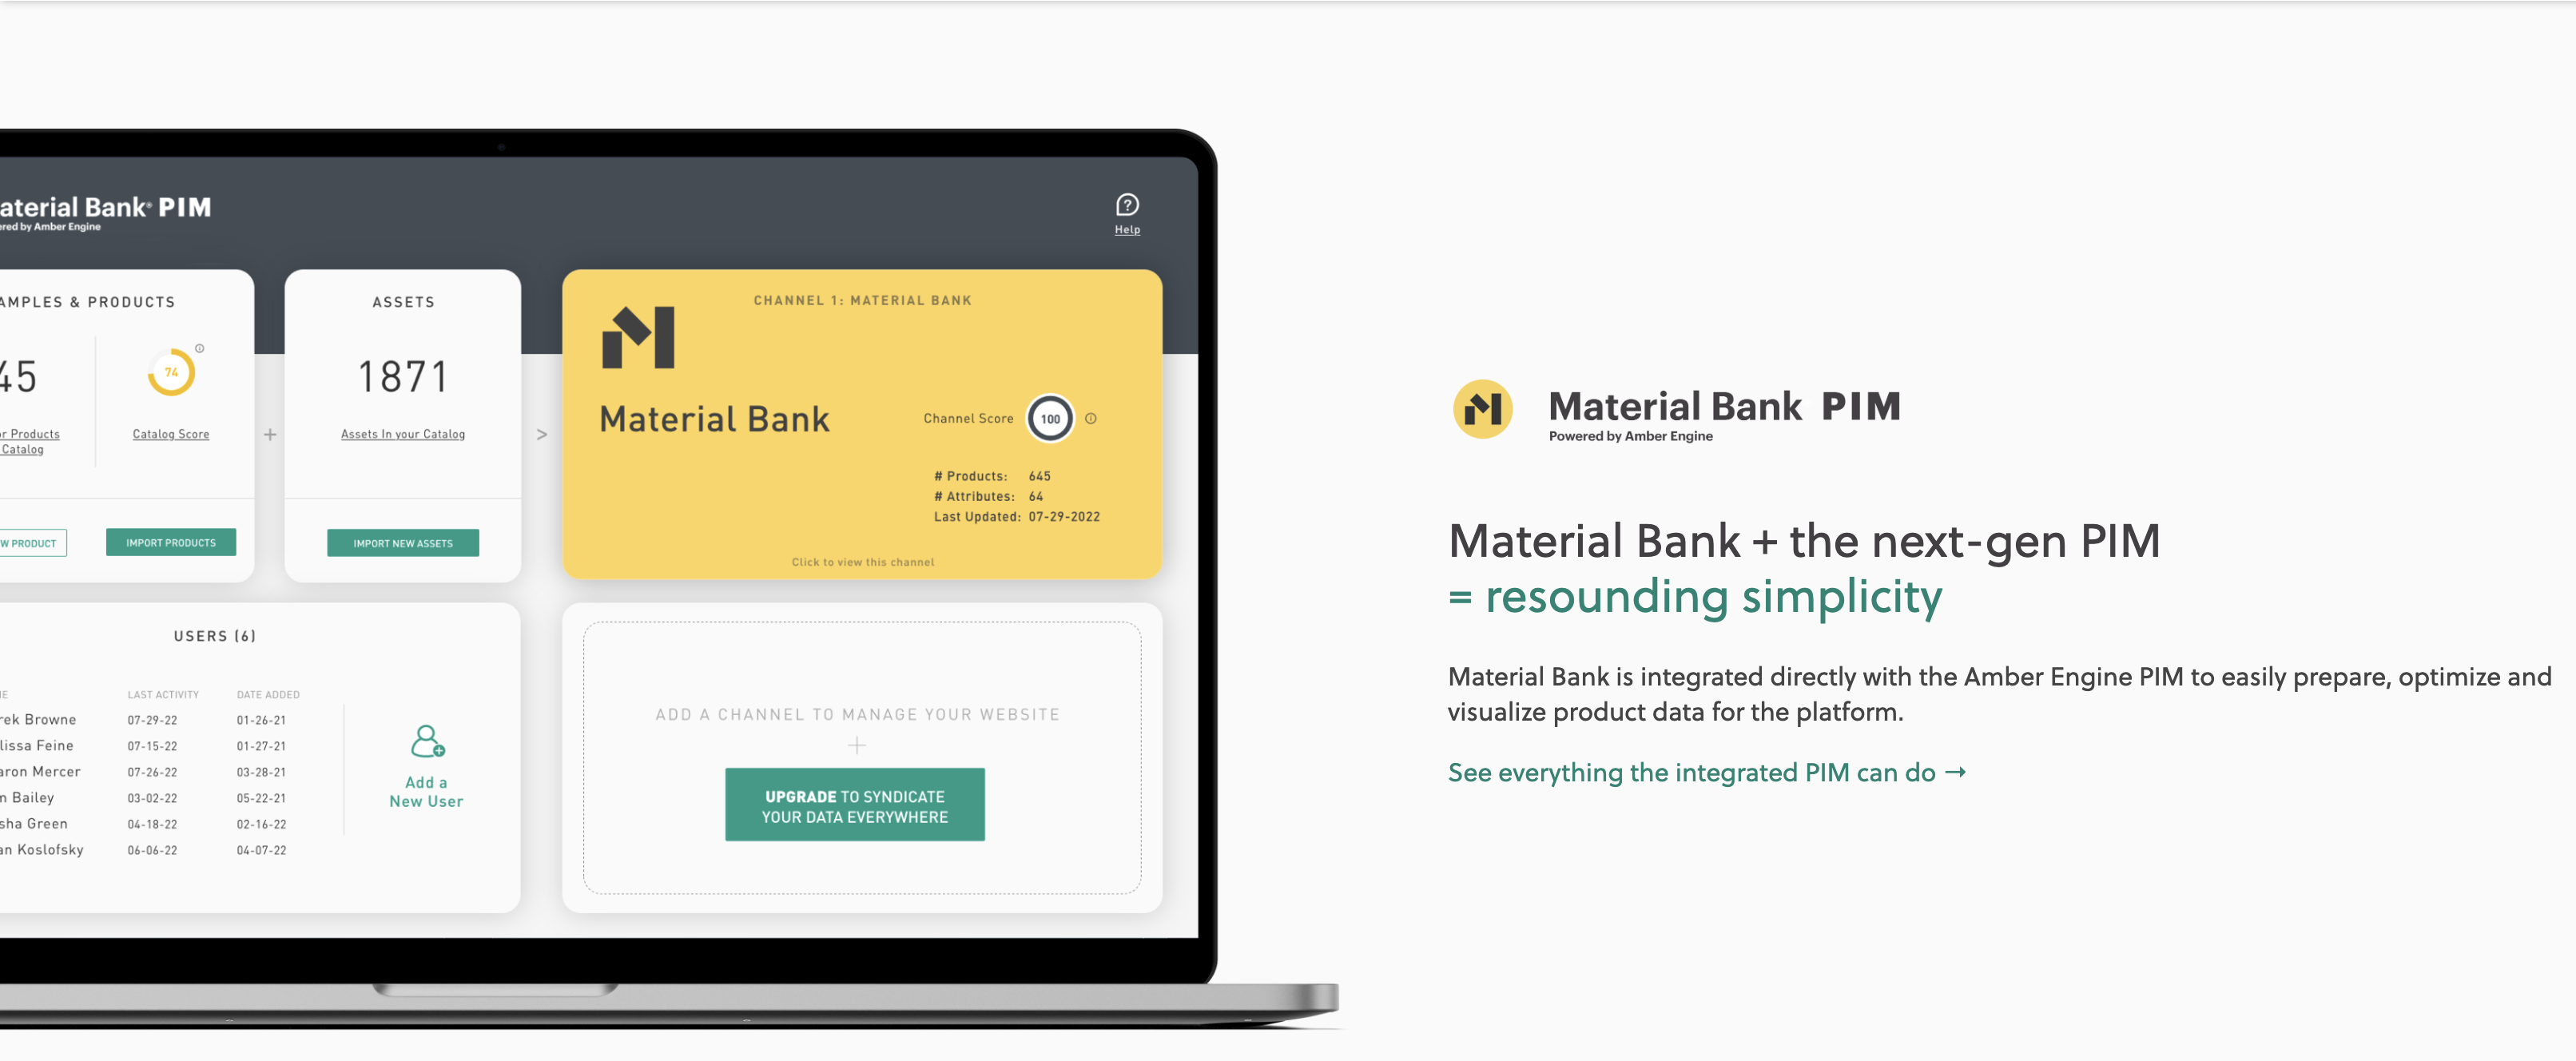 Material Bank® PIM
Powered by Amber Engine
Help
SAMPLES & PRODUCTS
45
74
Products
Catalog
Catalog Score
PRODUCT
IMPORT PRODUCTS
+
ASSETS
1871
Assets In your Catalog
IMPORT NEW ASSETS
>
CHANNEL 1: MATERIAL BANK
Material Bank
Channel Score 100
# Products: 645
# Attributes: 64
Last Updated: 07-29-2022
Click to view this channel
USERS (6)
LAST ACTIVITY DATE ADDED
Browne 07-29-22 01-26-21
Feine 07-15-22 01-27-21
Mercer 07-26-22 03-28-21
Bailey 03-02-22 05-22-21
Green 04-18-22 02-16-22
Koslofsky 06-06-22 04-07-22
Add a
New User
ADD A CHANNEL TO MANAGE YOUR WEBSITE
+
UPGRADE TO SYNDICATE
YOUR DATA EVERYWHERE
Material Bank PIM
Powered by Amber Engine
Material Bank + the next-gen PIM
= resounding simplicity
Material Bank is integrated directly with the Amber Engine PIM to easily prepare, optimize and
visualize product data for the platform.
See everything the integrated PIM can do →